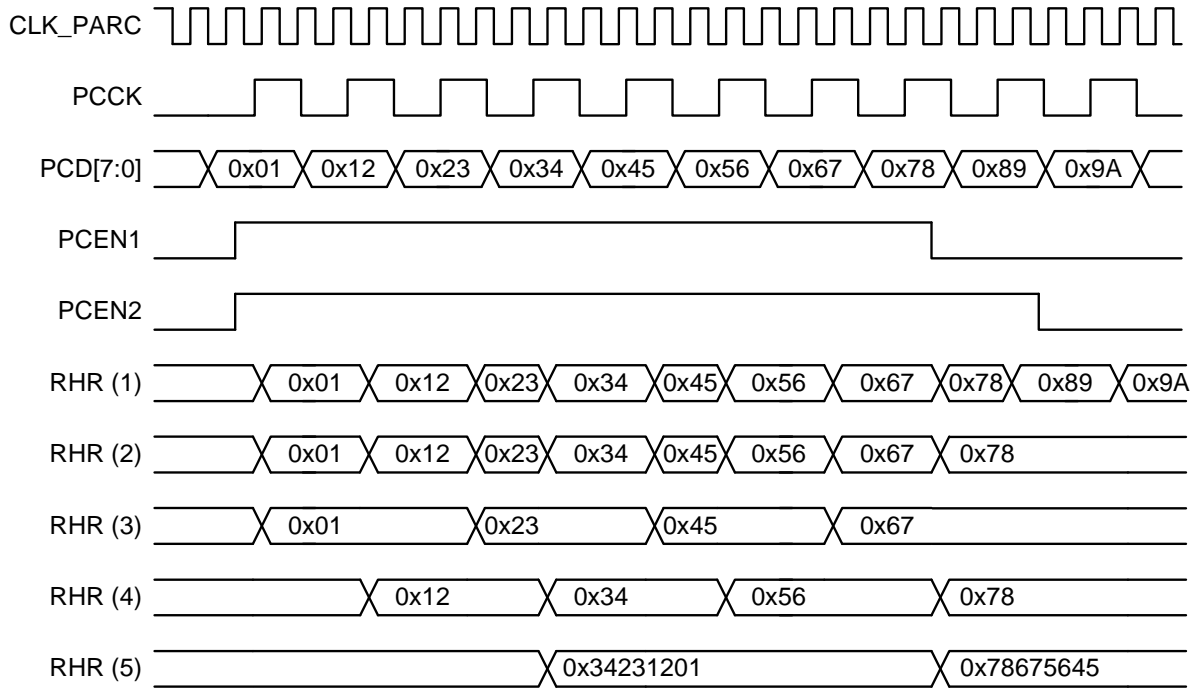 CLK_PARC
PCCK
PCD[7:0] 0x01 0x12 0x23 0x34 0x45 0x56 0x67 0x78 0x89 0x9A
PCEN1
PCEN2
RHR (1) 0x01 0x12 0x23 0x34 0x45 0x56 0x67 0x78 0x89 0x9A
RHR (2) 0x01 0x12 0x23 0x34 0x45 0x56 0x67 0x78
RHR (3) 0x01 0x23 0x45 0x67
RHR (4) 0x12 0x34 0x56 0x78
RHR (5) 0x34231201 0x78675645